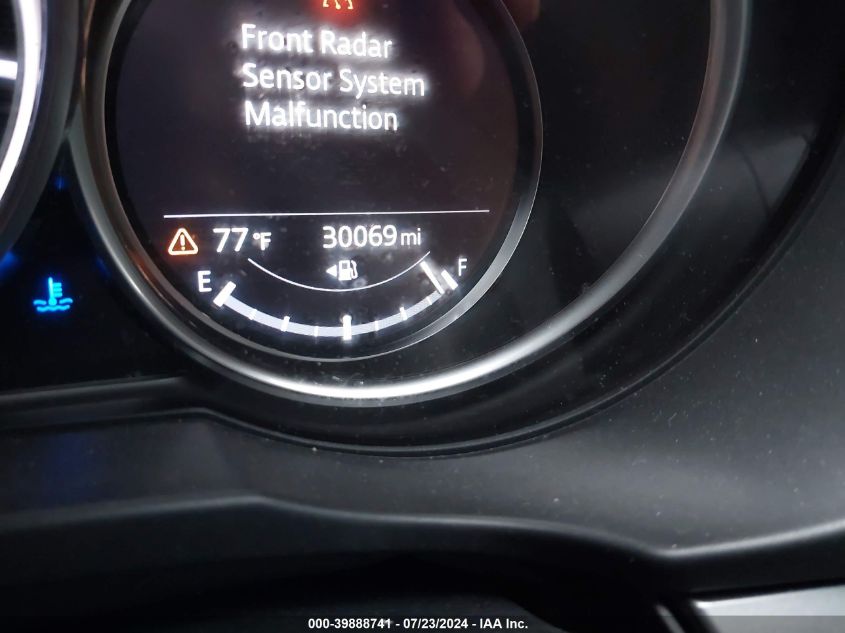 Front Radar
Sensor System
Malfunction
77 °F 30069 mi
E F
000-39888741 / 07/23/2024 - IAA Inc.